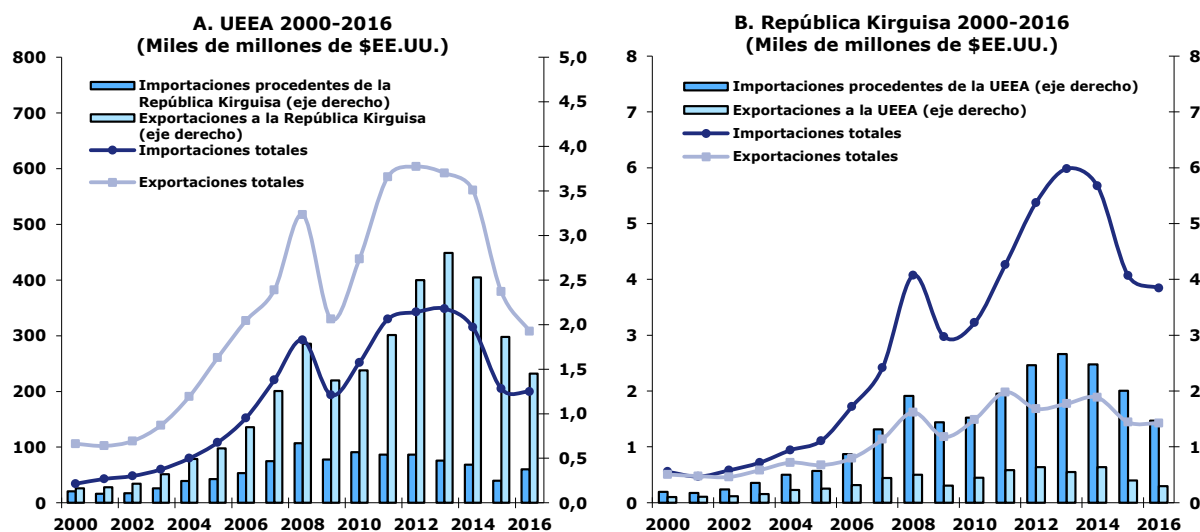 A. UEEA 2000-2016
(Miles de millones de $EE.UU.)
800
700
600
500
400
300
200
100
0
5,0
4,5
4,0
3,5
3,0
2,5
2,0
1,5
1,0
0,5
0,0
Importaciones procedentes de la
República Kirguisa (eje derecho)
Exportaciones a la República Kirguisa
(eje derecho)
Importaciones totales
Exportaciones totales
2000 2002 2004 2006 2008 2010 2012 2014 2016
B. República Kirguisa 2000-2016
(Miles de millones de $EE.UU.)
8
7
6
5
4
3
2
1
0
8
7
6
5
4
3
2
1
0
Importaciones procedentes de la UEEA (eje derecho)
Exportaciones a la UEEA (eje derecho)
Importaciones totales
Exportaciones totales
2000 2002 2004 2006 2008 2010 2012 2014 2016